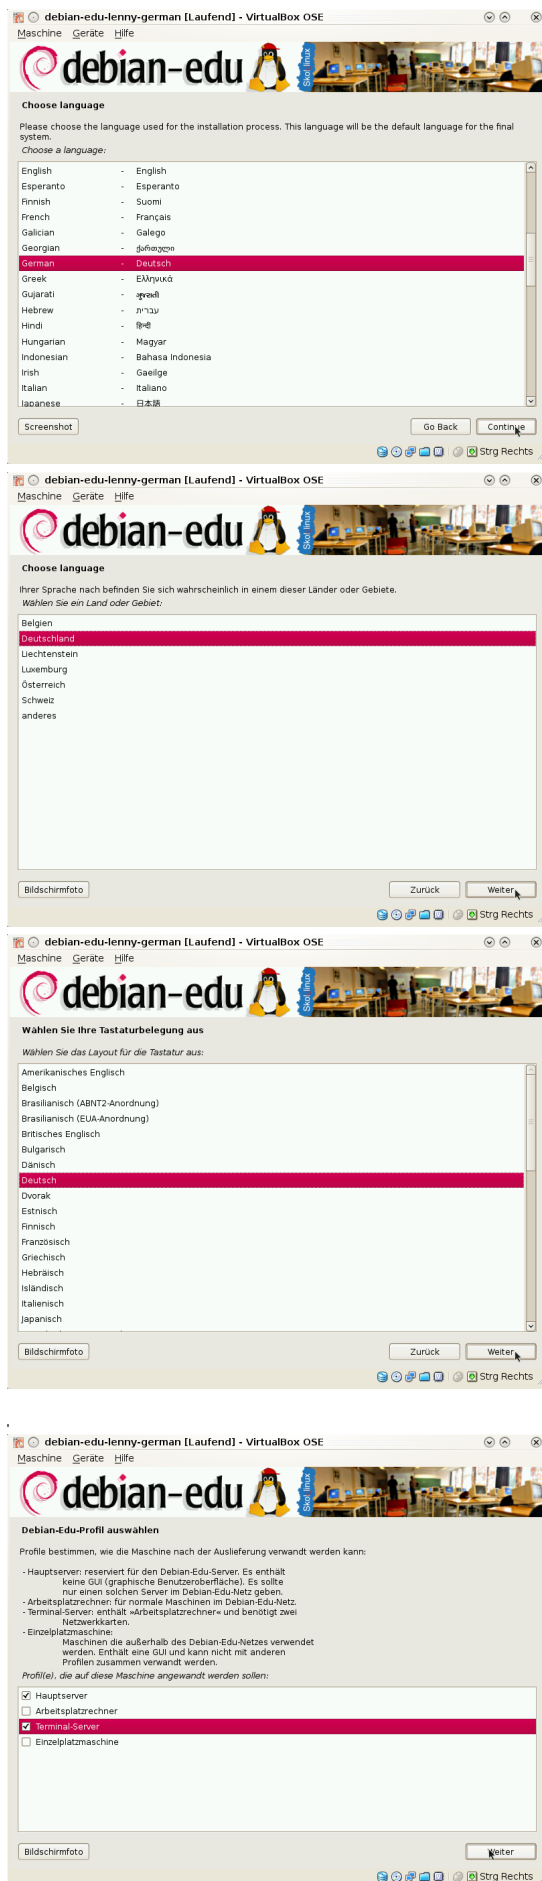 debian-edu-lenny-german [Laufend] - VirtualBox OSE
Maschine Geräte Hilfe
debian-edu
Skolelinux
Choose language
Please choose the language used for the installation process. This language will be the default language for the final
system.
Choose a language:
English - English
Esperanto - Esperanto
Finnish - Suomi
French - Français
Galician - Galego
Georgian - ქართული
German - Deutsch
Greek - Ελληνικά
Gujarati - ગુજરાતી
Hebrew - עברית
Hindi - हिन्दी
Hungarian - Magyar
Indonesian - Bahasa Indonesia
Irish - Gaeilge
Italian - Italiano
Japanese - 日本語
Screenshot Go Back Continue
Strg Rechts
debian-edu-lenny-german [Laufend] - VirtualBox OSE
Maschine Geräte Hilfe
debian-edu
Skolelinux
Choose language
Ihrer Sprache nach befinden Sie sich wahrscheinlich in einem dieser Länder oder Gebiete.
Wählen Sie ein Land oder Gebiet:
Belgien
Deutschland
Liechtenstein
Luxemburg
Österreich
Schweiz
anderes
Bildschirmfoto Zurück Weiter
Strg Rechts
debian-edu-lenny-german [Laufend] - VirtualBox OSE
Maschine Geräte Hilfe
debian-edu
Skolelinux
Wählen Sie Ihre Tastaturbelegung aus
Wählen Sie das Layout für die Tastatur aus:
Amerikanisches Englisch
Belgisch
Brasilianisch (ABNT2-Anordnung)
Brasilianisch (EUA-Anordnung)
Britisches Englisch
Bulgarisch
Dänisch
Deutsch
Dvorak
Estnisch
Finnisch
Französisch
Griechisch
Hebräisch
Isländisch
Italienisch
Japanisch
Bildschirmfoto Zurück Weiter
Strg Rechts
debian-edu-lenny-german [Laufend] - VirtualBox OSE
Maschine Geräte Hilfe
debian-edu
Skolelinux
Debian-Edu-Profil auswählen
Profile bestimmen, wie die Maschine nach der Auslieferung verwandt werden kann:
- Hauptserver: reserviert für den Debian-Edu-Server. Es enthält
keine GUI (graphische Benutzeroberfläche). Es sollte
nur einen solchen Server im Debian-Edu-Netz geben.
- Arbeitsplatzrechner: für normale Maschinen im Debian-Edu-Netz.
- Terminal-Server: enthält »Arbeitsplatzrechner« und benötigt zwei
Netzwerkkarten.
- Einzelplatzmaschine:
Maschinen die außerhalb des Debian-Edu-Netzes verwendet
werden. Enthält eine GUI und kann nicht mit anderen
Profilen zusammen verwandt werden.
Profil(e), die auf diese Maschine angewandt werden sollen:
Hauptserver
Arbeitsplatzrechner
Terminal-Server
Einzelplatzmaschine
Bildschirmfoto Weiter
Strg Rechts